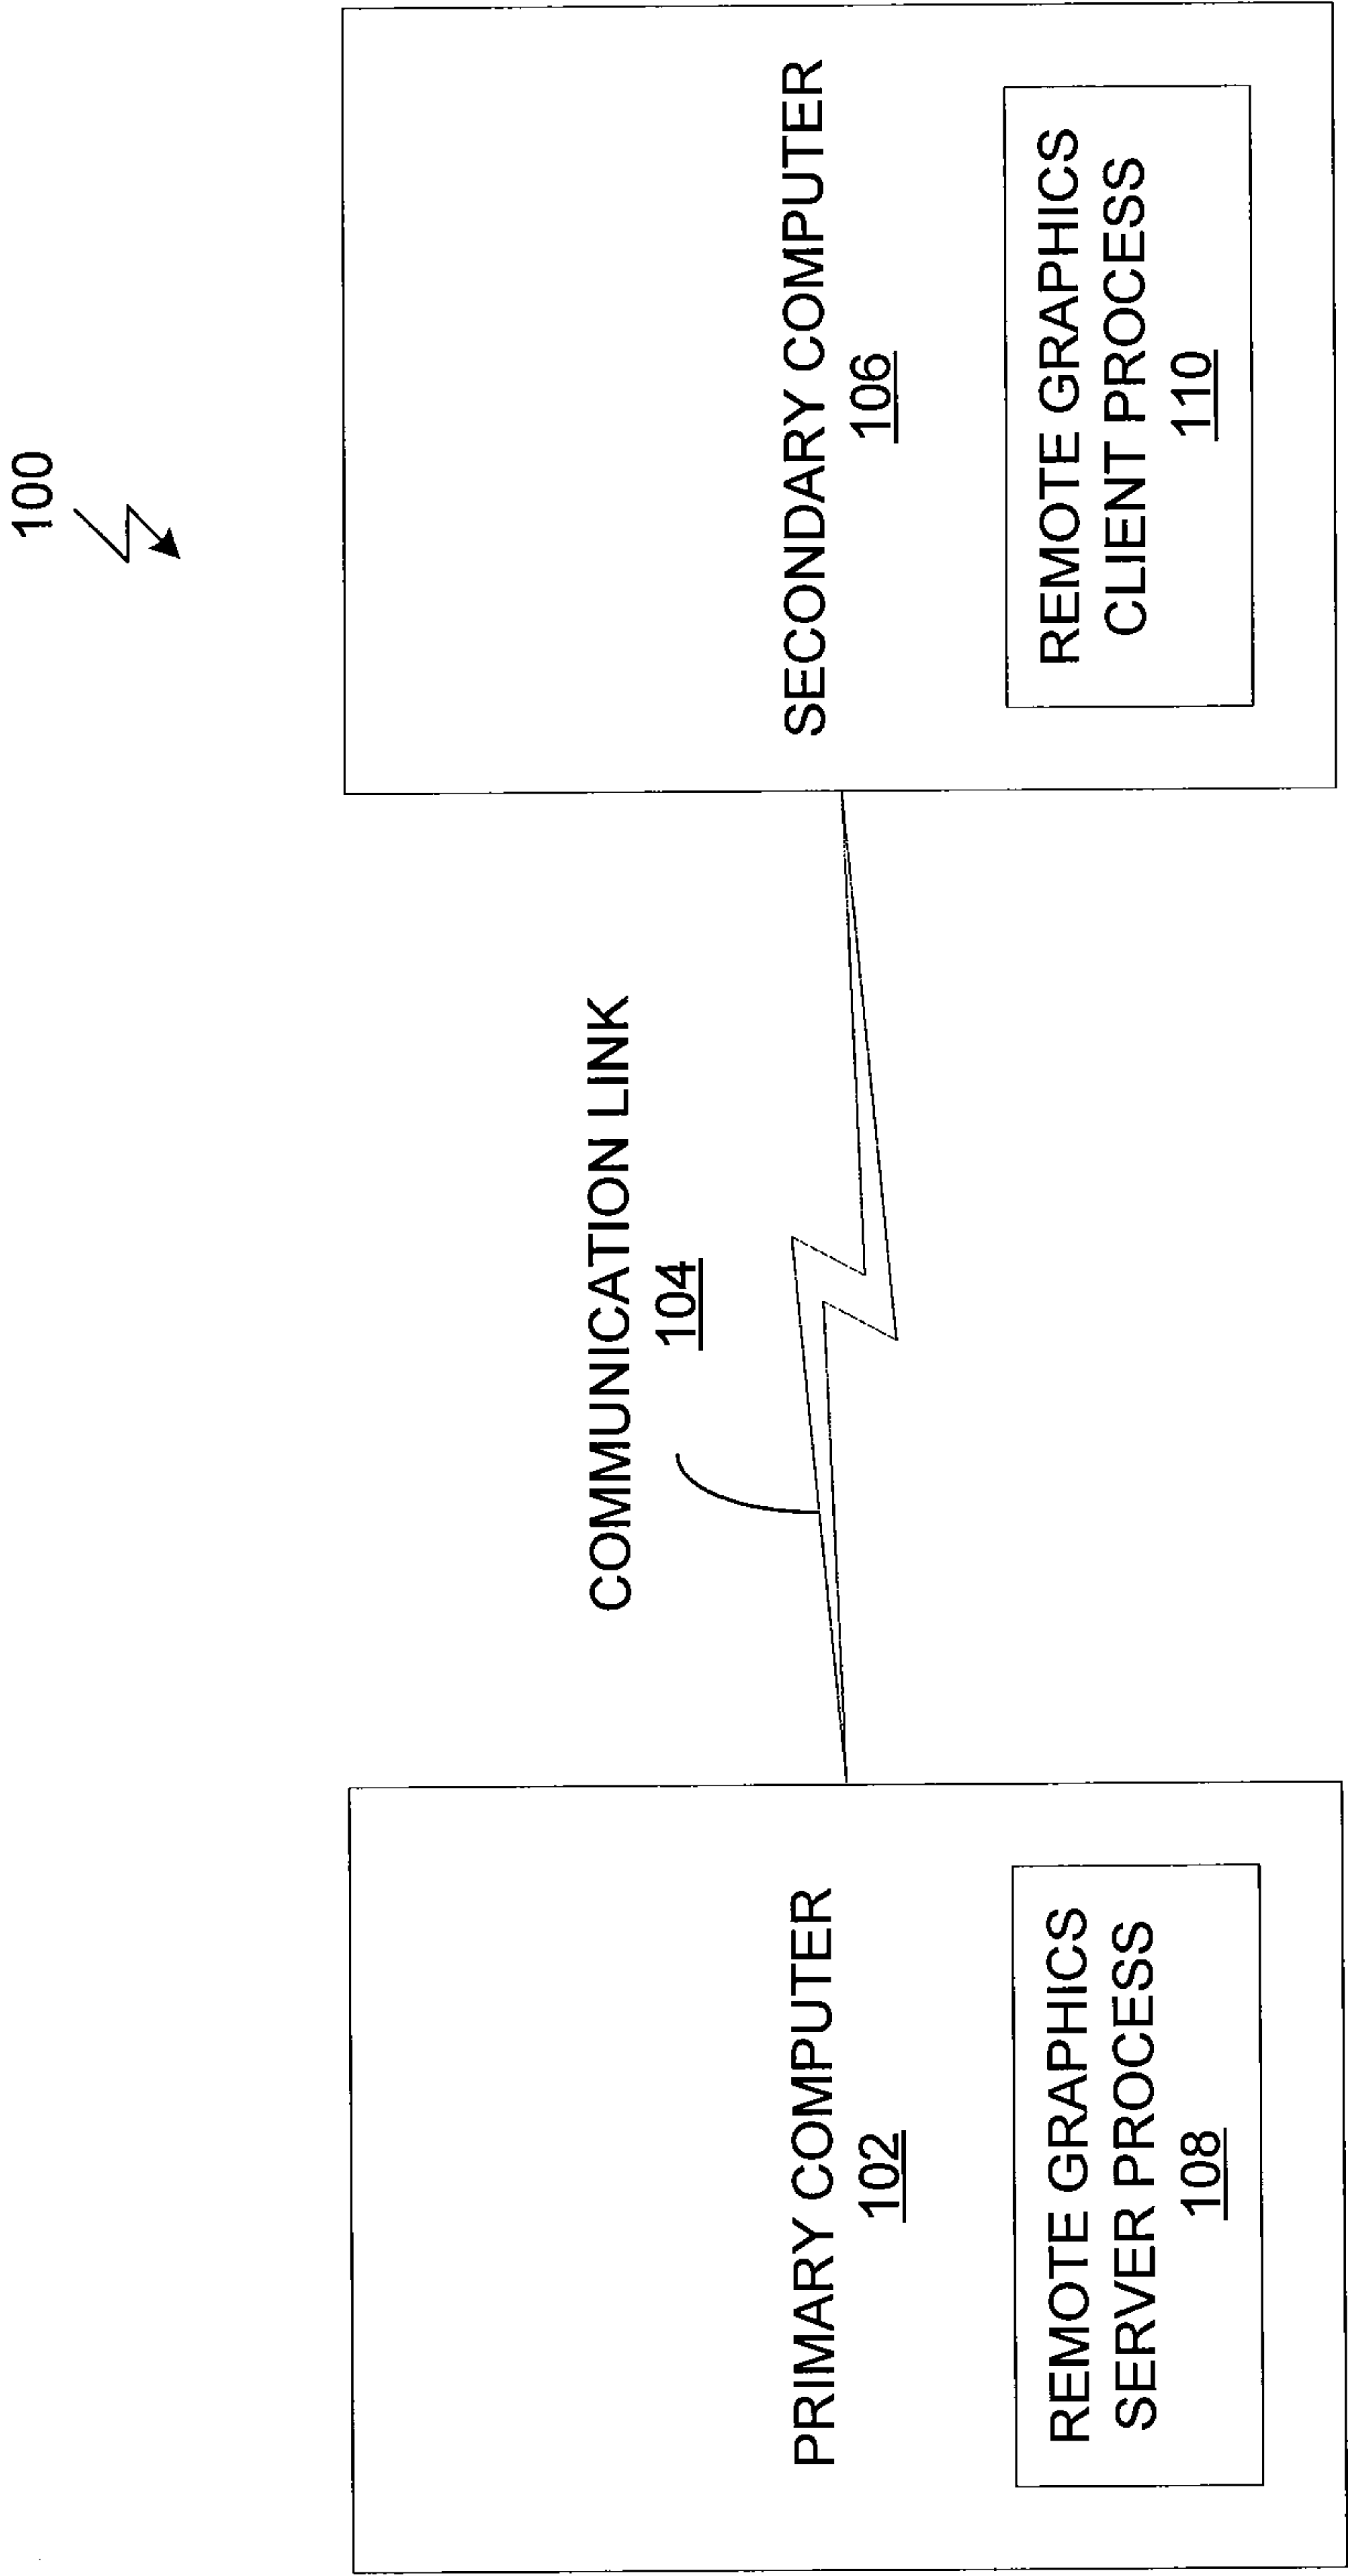 100
PRIMARY COMPUTER
102
REMOTE GRAPHICS
SERVER PROCESS
108
COMMUNICATION LINK
104
SECONDARY COMPUTER
106
REMOTE GRAPHICS
CLIENT PROCESS
110